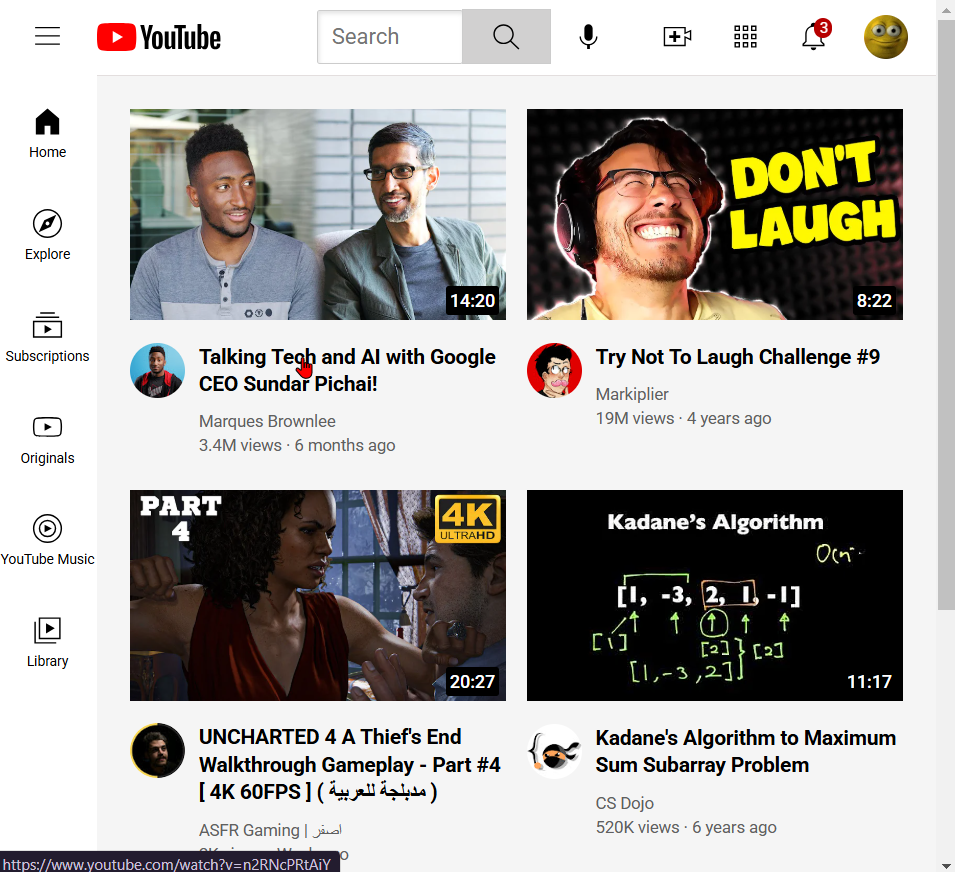 YouTube
Search
3
Home
Explore
Subscriptions
Originals
YouTube Music
Library
DON'T
LAUGH
14:20
8:22
Talking Tech and AI with Google
CEO Sundar Pichai!
Marques Brownlee
3.4M views · 6 months ago
Try Not To Laugh Challenge #9
Markiplier
19M views · 4 years ago
PART
4
4K
ULTRAHD
20:27
Kadane's Algorithm
[1, -3, 2, 1, -1]
[1]
[2]
[2]
[1,-3,2]
11:17
UNCHARTED 4 A Thief's End
Walkthrough Gameplay - Part #4
[ 4K 60FPS ] ( مدبلجة للعربية )
ASFR Gaming | اصفر
Kadane's Algorithm to Maximum
Sum Subarray Problem
CS Dojo
520K views · 6 years ago
https://www.youtube.com/watch?v=n2RNcPRtAiY